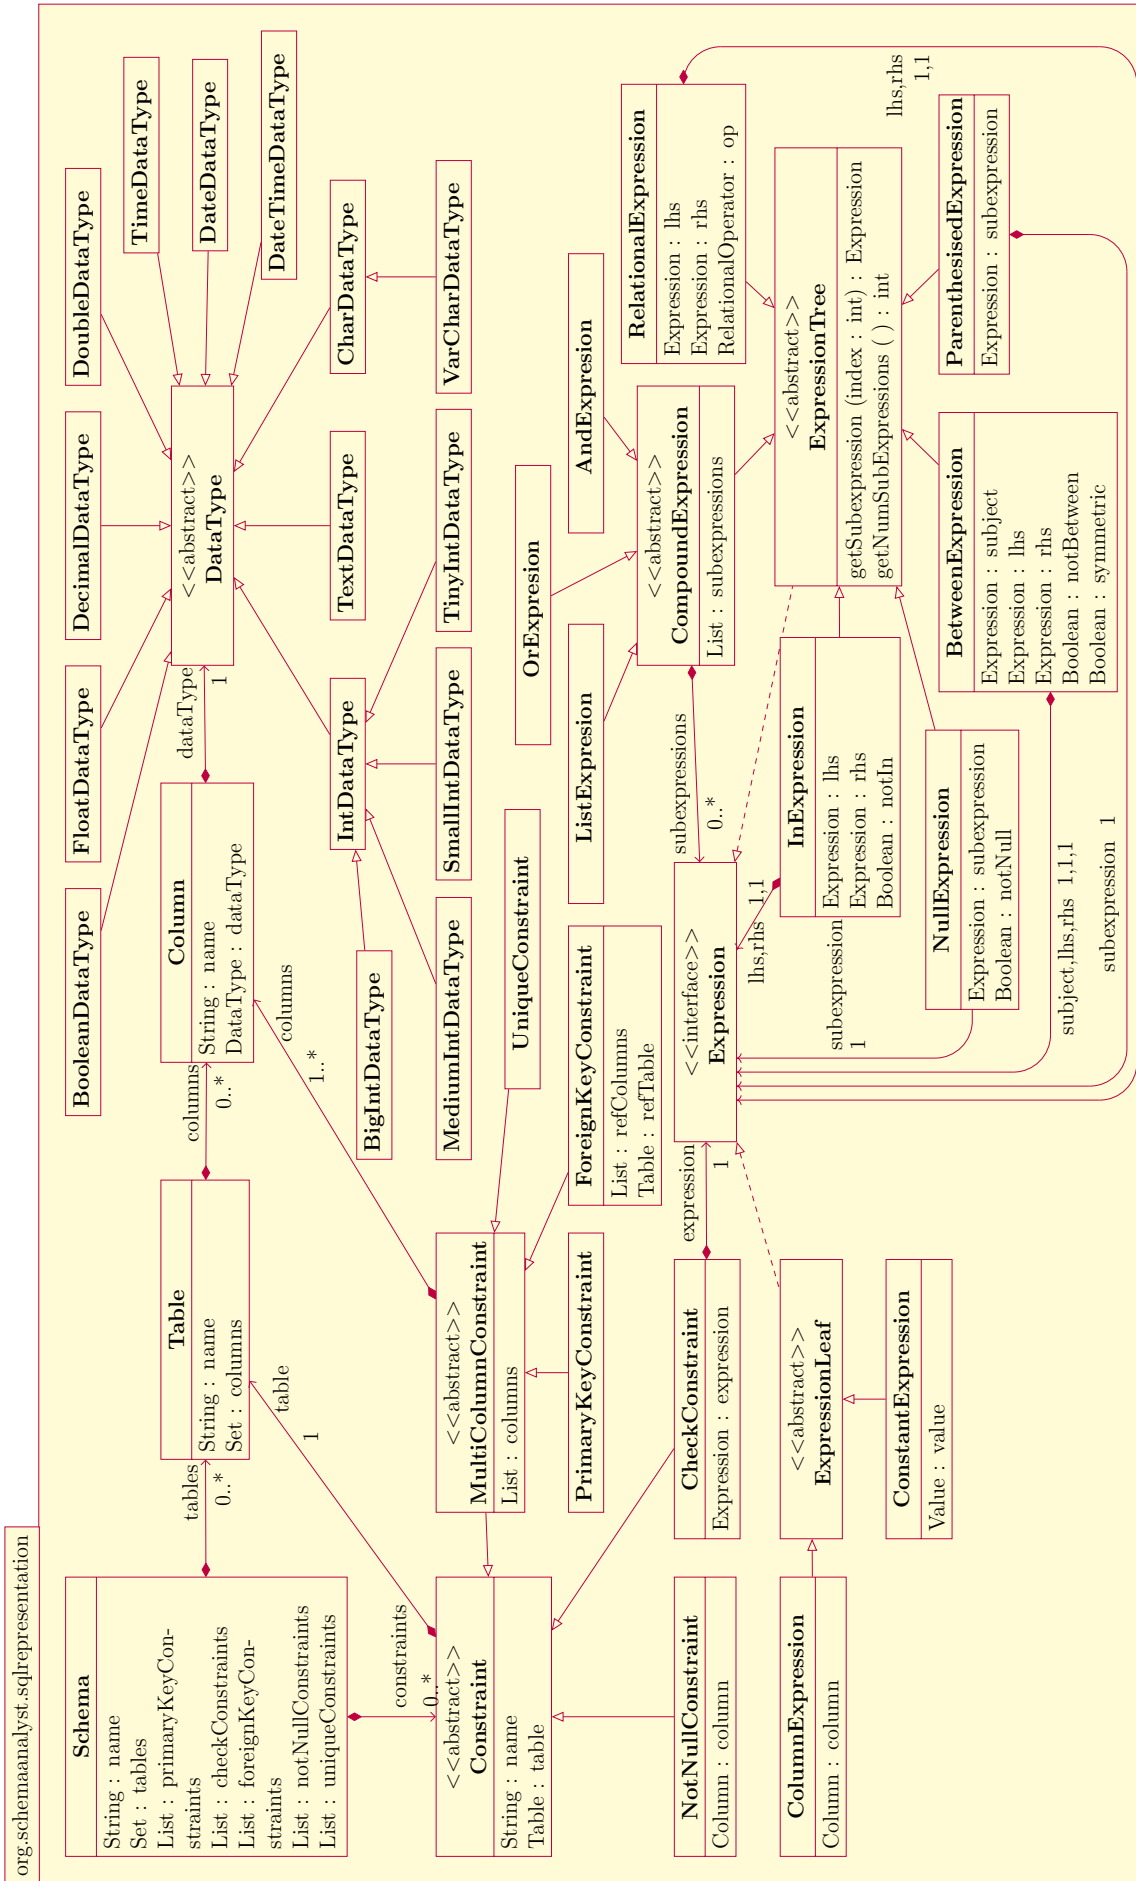 org.schemaanalyst.sqlrepresentation
Schema
String : name
Set : tables
List : primaryKeyCon-
straints
List : checkConstraints
List : foreignKeyCon-
straints
List : notNullConstraints
List : uniqueConstraints
tables
0..*
Table
String : name
Set : columns
columns
0..*
Column
String : name
DataType : dataType
dataType
1
<<abstract>>
DataType
BooleanDataType
FloatDataType
DecimalDataType
DoubleDataType
TimeDataType
DateDataType
DateTimeDataType
CharDataType
VarCharDataType
TextDataType
IntDataType
TinyIntDataType
SmallIntDataType
MediumIntDataType
BigIntDataType
constraints
0..*
table
1
columns
1..*
<<abstract>>
Constraint
String : name
Table : table
<<abstract>>
MultiColumnConstraint
List : columns
UniqueConstraint
ForeignKeyConstraint
List : refColumns
Table : refTable
PrimaryKeyConstraint
CheckConstraint
Expression : expression
NotNullConstraint
Column : column
expression
1
<<interface>>
Expression
<<abstract>>
ExpressionLeaf
ColumnExpression
Column : column
ConstantExpression
Value : value
subexpressions
0..*
OrExpresion
AndExpresion
ListExpresion
<<abstract>>
CompoundExpression
List : subexpressions
RelationalExpression
Expression : lhs
Expression : rhs
RelationalOperator : op
lhs,rhs
1,1
<<abstract>>
ExpressionTree
getSubexpression (index : int) : Expression
getNumSubExpressions ( ) : int
InExpression
Expression : lhs
Expression : rhs
Boolean : notIn
lhs,rhs
1,1
NullExpression
Expression : subexpression
Boolean : notNull
subexpression
1
BetweenExpression
Expression : subject
Expression : lhs
Expression : rhs
Boolean : notBetween
Boolean : symmetric
subject,lhs,rhs 1,1,1
ParenthesisedExpression
Expression : subexpression
subexpression 1